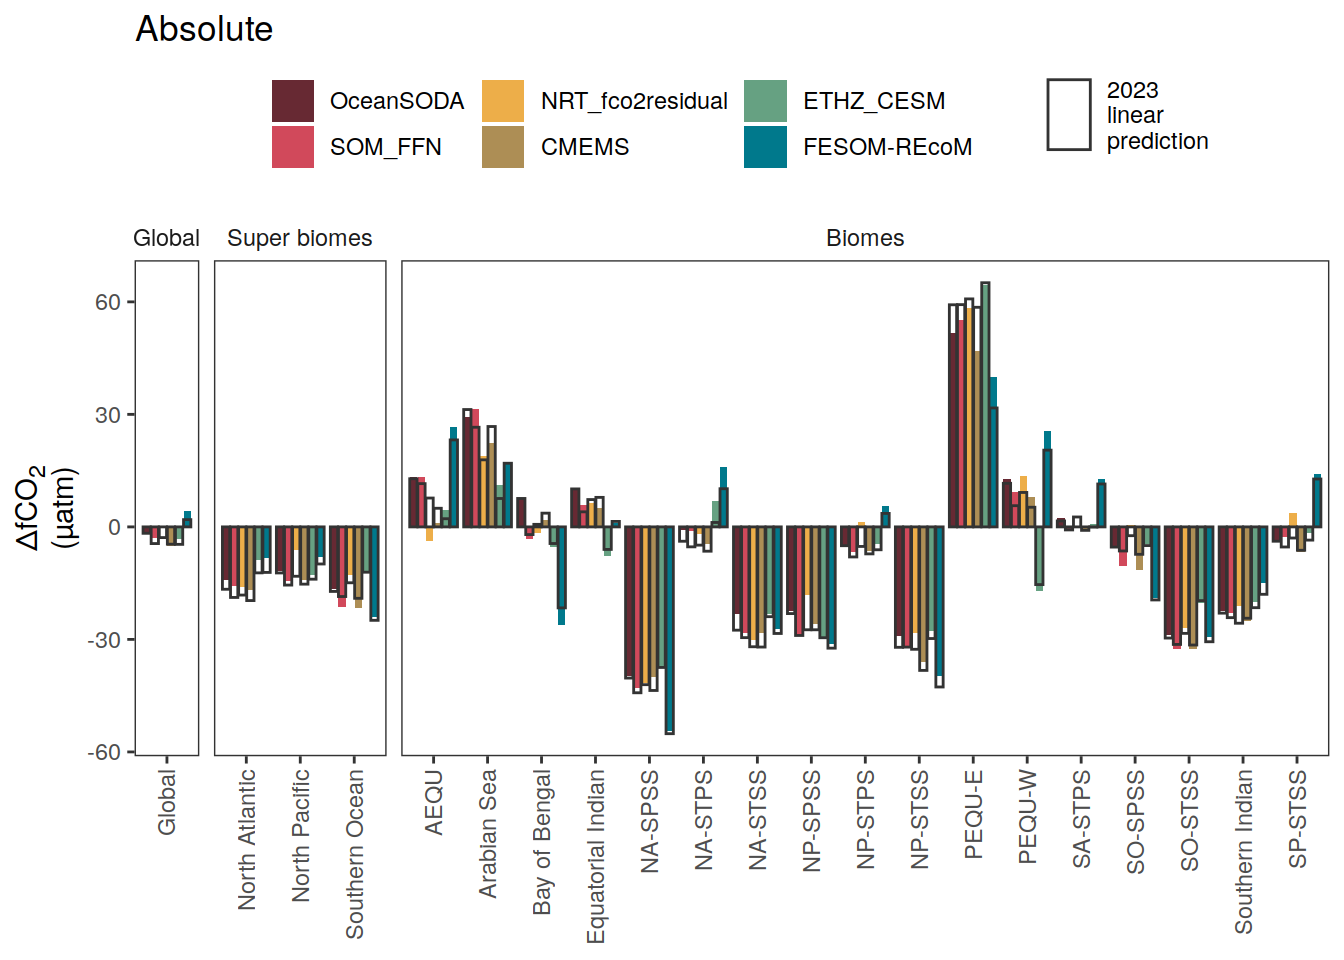 Absolute
OceanSODA
NRT_fco2residual
ETHZ_CESM
SOM_FFN
CMEMS
FESOM-REcoM
2023
linear
prediction
Global
Super biomes
Biomes
ΔfCO₂
(µatm)
60
30
0
-30
-60
Global
North Atlantic
North Pacific
Southern Ocean
AEQU
Arabian Sea
Bay of Bengal
Equatorial Indian
NA-SPSS
NA-STPS
NA-STSS
NP-SPSS
NP-STPS
NP-STSS
PEQU-E
PEQU-W
SA-STPS
SO-SPSS
SO-STSS
Southern Indian
SP-STSS